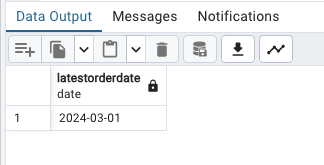 Data Output Messages Notifications
latestorderdate
date
1 2024-03-01